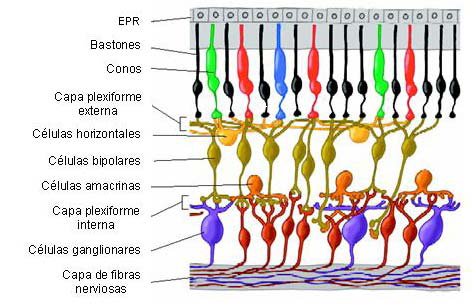 EPR
Bastones
Conos
Capa plexiforme
externa
Células horizontales
Células bipolares
Células amacrinas
Capa plexiforme
interna
Células ganglionares
Capa de fibras
nerviosas